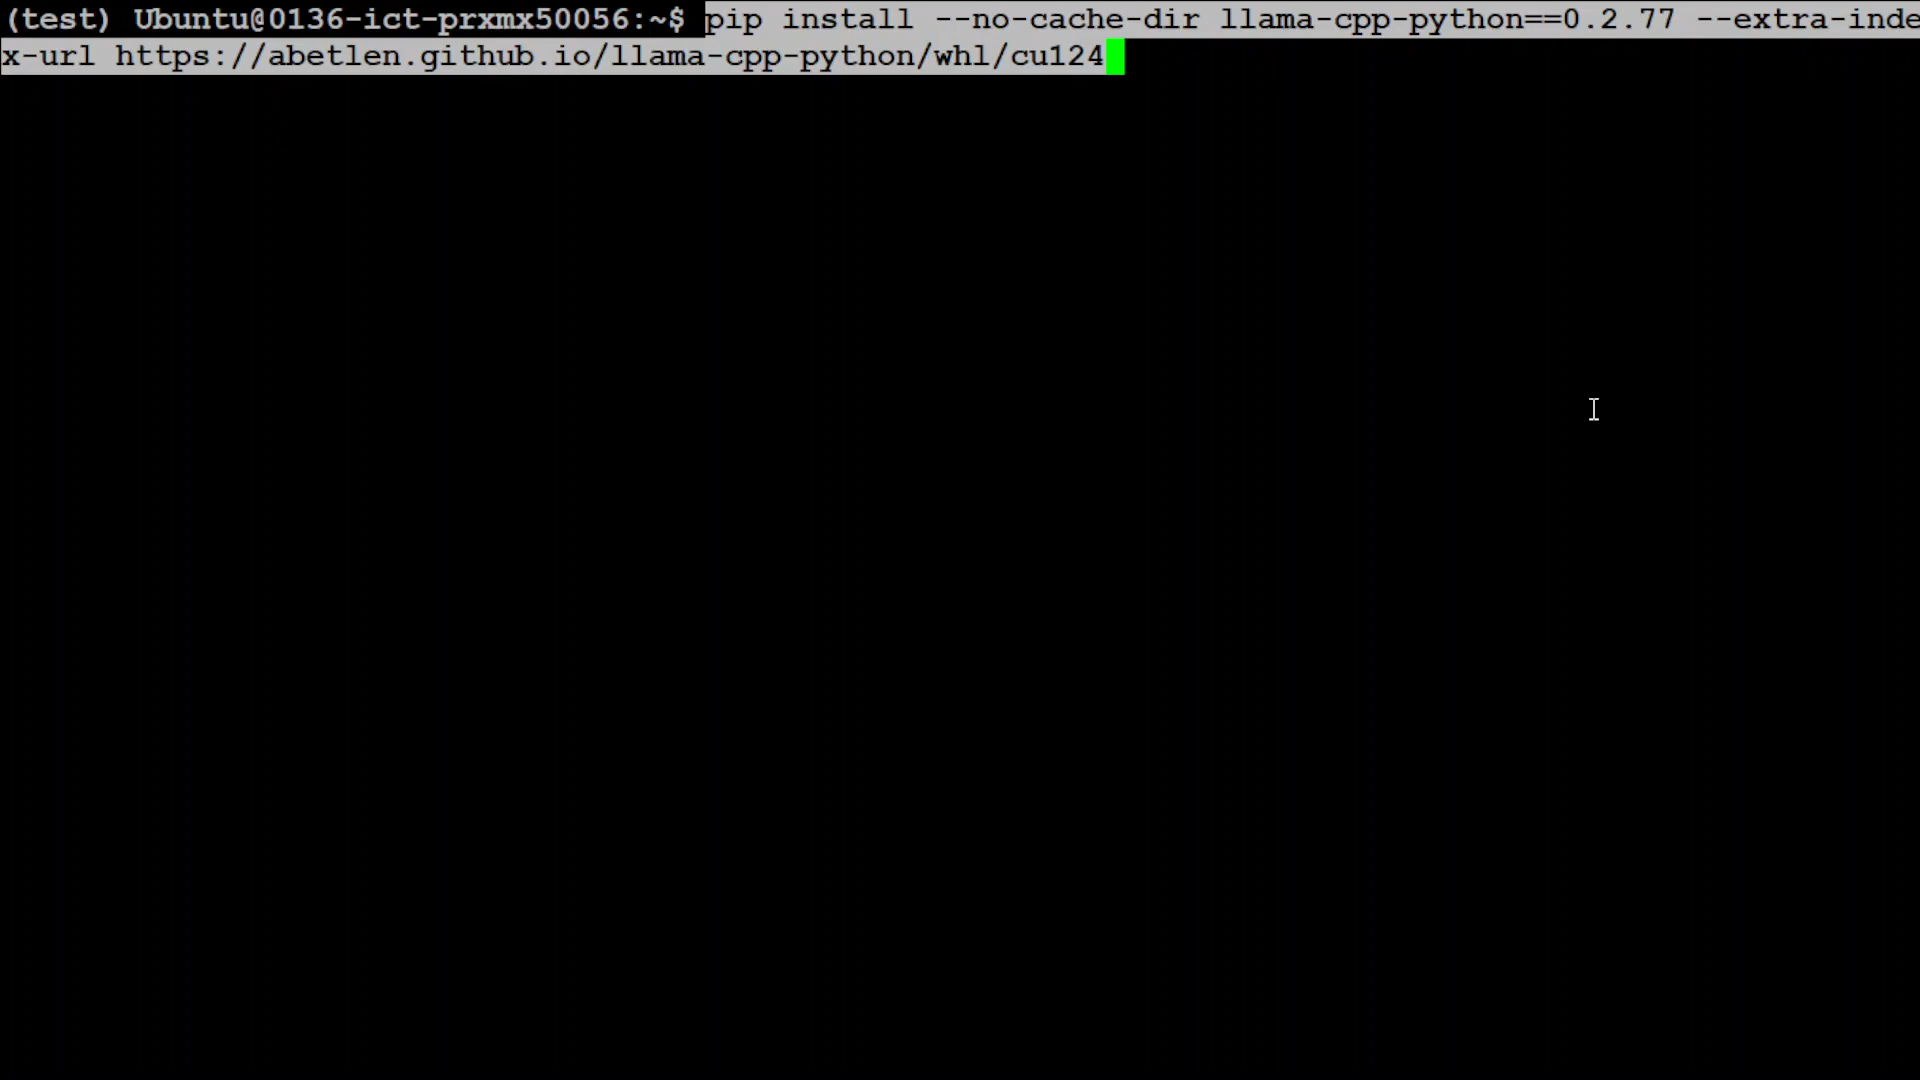 (test) Ubuntu@0136-ict-prxmx50056:~$ pip install --no-cache-dir llama-cpp-python==0.2.77 --extra-inde
x-url https://abetlen.github.io/llama-cpp-python/whl/cu124